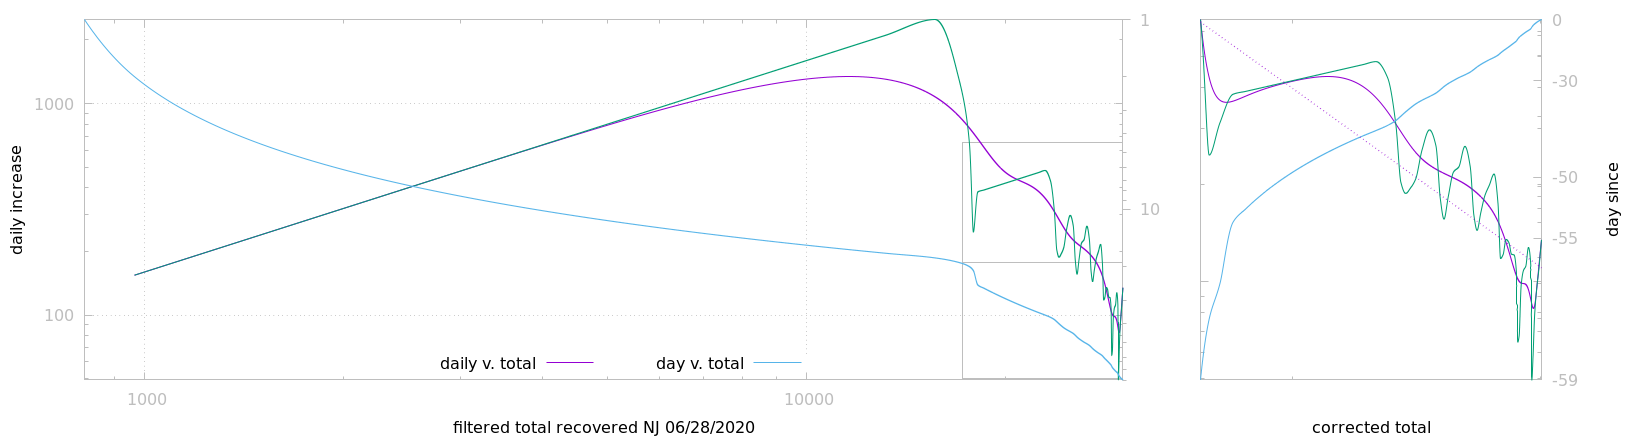 daily increase
1000
100
1000
10000
daily v. total
day v. total
filtered total recovered NJ 06/28/2020
1
10
0
-30
-50
-55
-59
day since
corrected total